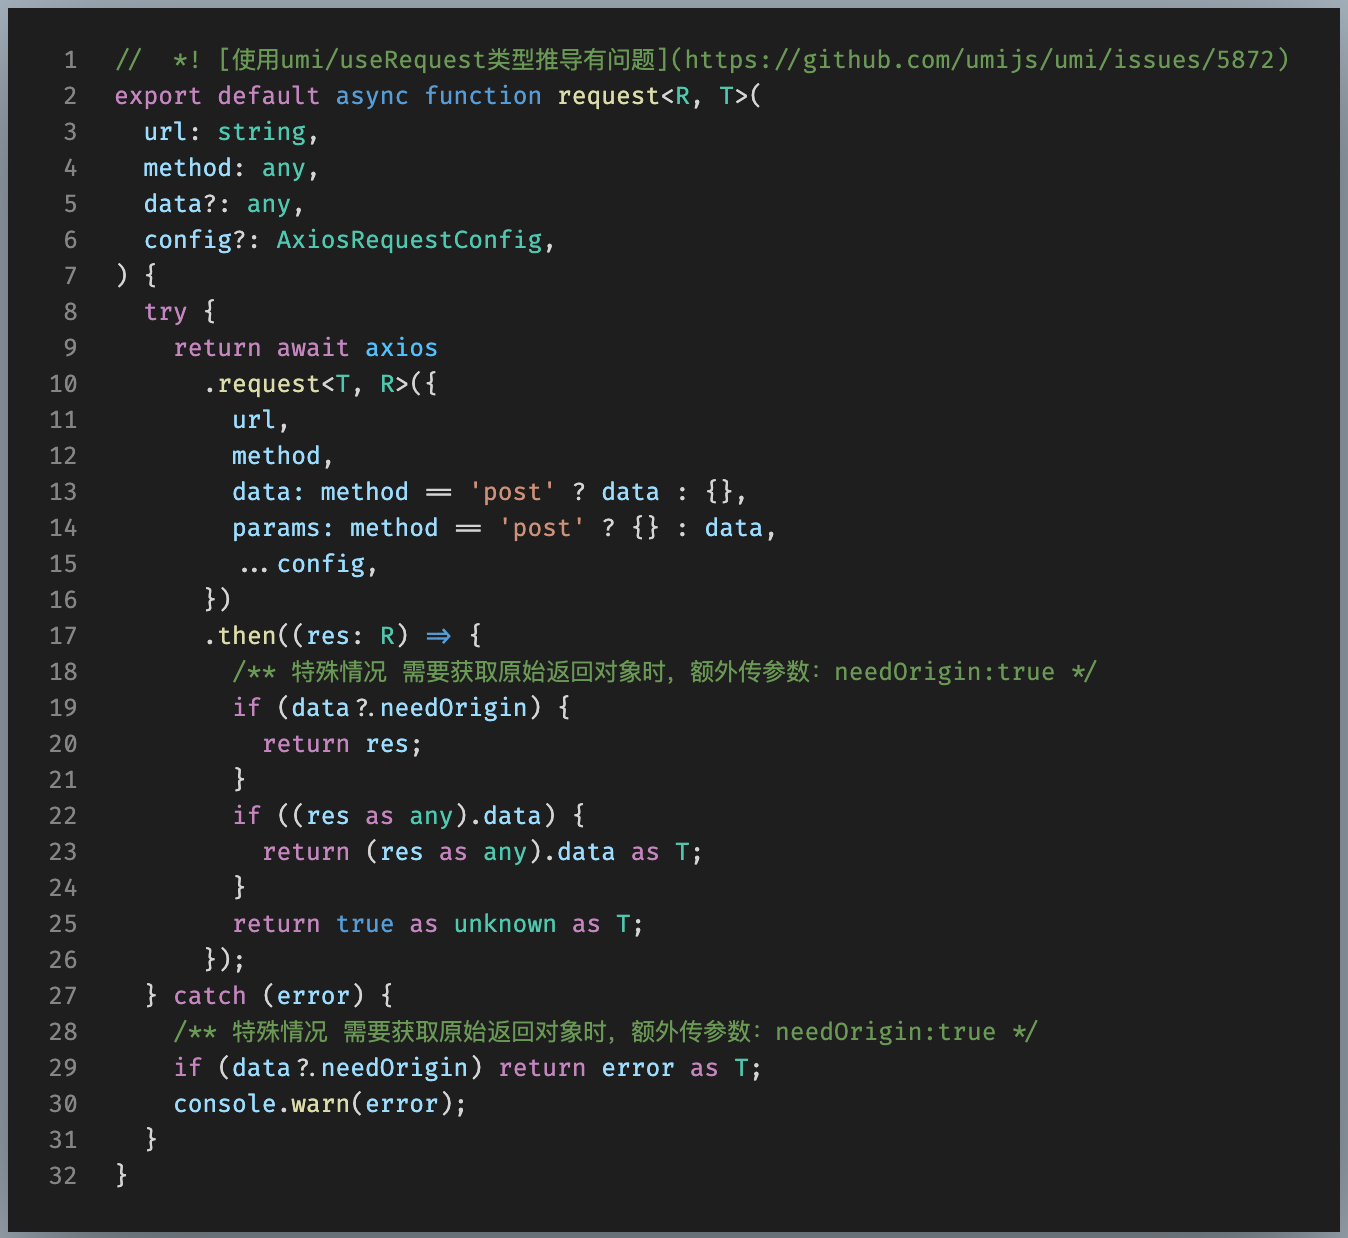 1 //  *! [使用umi/useRequest类型推导有问题](https://github.com/umijs/umi/issues/5872)
2 export default async function request<R, T>(
3   url: string,
4   method: any,
5   data?: any,
6   config?: AxiosRequestConfig,
7 ) {
8   try {
9     return await axios
10       .request<T, R>({
11         url,
12         method,
13         data: method == 'post' ? data : {},
14         params: method == 'post' ? {} : data,
15         ...config,
16       })
17       .then((res: R) => {
18         /** 特殊情况 需要获取原始返回对象时，额外传参数：needOrigin:true */
19         if (data?.needOrigin) {
20           return res;
21         }
22         if ((res as any).data) {
23           return (res as any).data as T;
24         }
25         return true as unknown as T;
26       });
27   } catch (error) {
28     /** 特殊情况 需要获取原始返回对象时，额外传参数：needOrigin:true */
29     if (data?.needOrigin) return error as T;
30     console.warn(error);
31   }
32 }